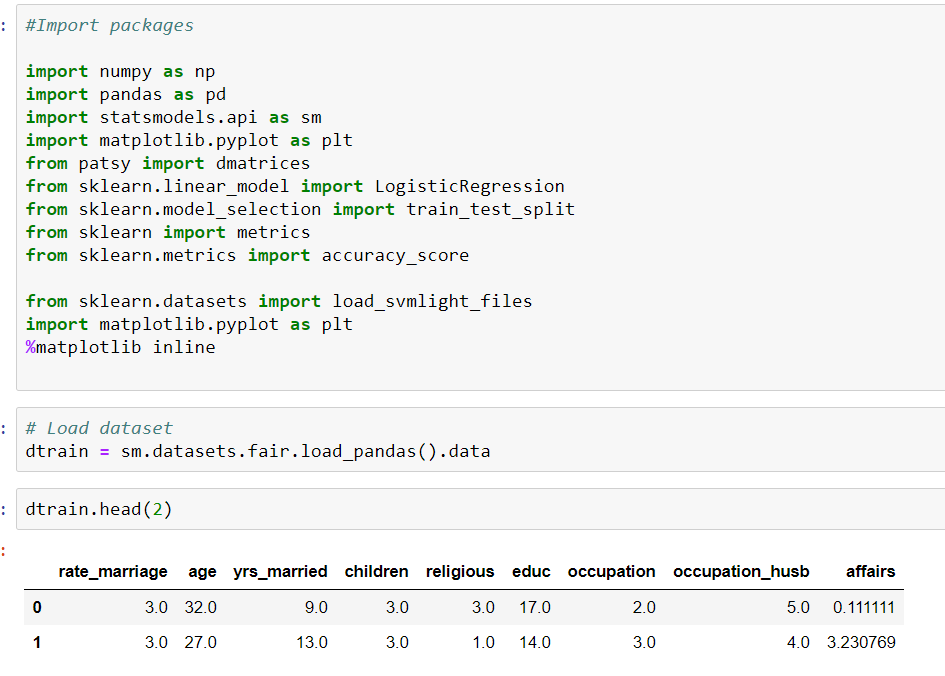 #Import packages
import numpy as np
import pandas as pd
import statsmodels.api as sm
import matplotlib.pyplot as plt
from patsy import dmatrices
from sklearn.linear_model import LogisticRegression
from sklearn.model_selection import train_test_split
from sklearn import metrics
from sklearn.metrics import accuracy_score
from sklearn.datasets import load_svmlight_files
import matplotlib.pyplot as plt
%matplotlib inline
# Load dataset
dtrain = sm.datasets.fair.load_pandas().data
dtrain.head(2)
rate_marriage age yrs_married children religious educ occupation occupation_husb affairs
0 3.0 32.0 9.0 3.0 3.0 17.0 2.0 5.0 0.111111
1 3.0 27.0 13.0 3.0 1.0 14.0 3.0 4.0 3.230769